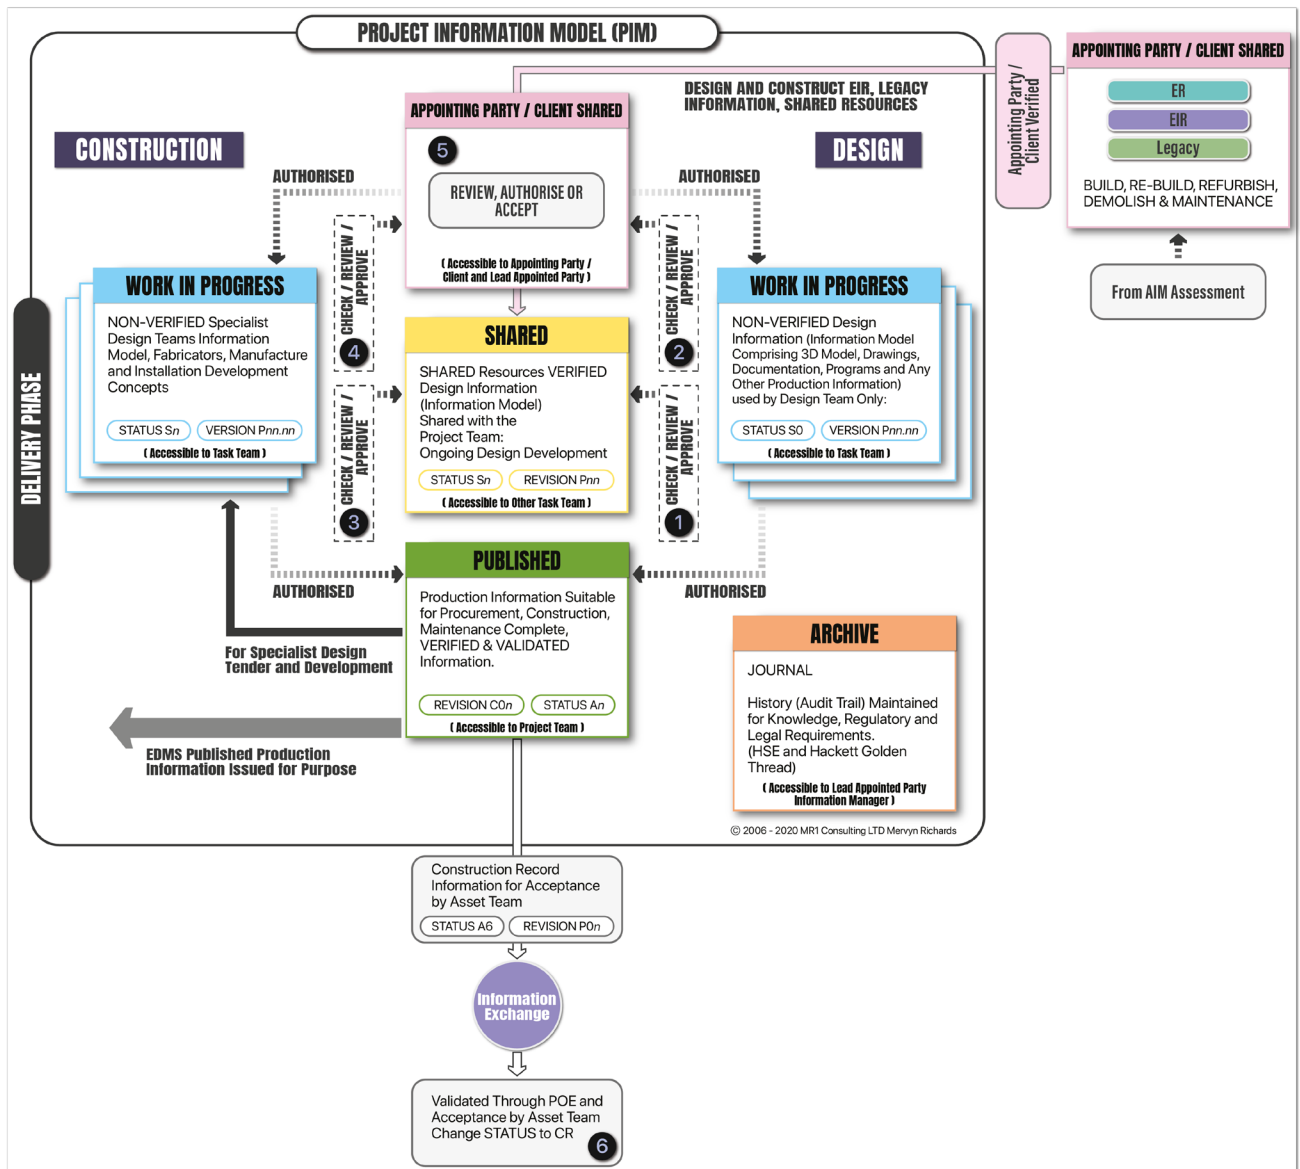 PROJECT INFORMATION MODEL (PIM)
APPOINTING PARTY / CLIENT SHARED
ER
EIR
Legacy
BUILD, RE-BUILD, REFURBISH,
DEMOLISH & MAINTENANCE
From AIM Assessment
Appointing Party /
Client Verified
DESIGN AND CONSTRUCT EIR, LEGACY
INFORMATION, SHARED RESOURCES
APPOINTING PARTY / CLIENT SHARED
5
REVIEW, AUTHORISE OR
ACCEPT
( Accessible to Appointing Party /
Client and Lead Appointed Party )
CONSTRUCTION
DESIGN
AUTHORISED
AUTHORISED
CHECK / REVIEW /
APPROVE
4
CHECK / REVIEW /
APPROVE
2
DELIVERY PHASE
WORK IN PROGRESS
NON-VERIFIED Specialist
Design Teams Information
Model, Fabricators, Manufacture
and Installation Development
Concepts
STATUS Sn
VERSION Pnn.nn
( Accessible to Task Team )
SHARED
SHARED Resources VERIFIED
Design Information
(Information Model)
Shared with the
Project Team:
Ongoing Design Development
STATUS Sn
REVISION Pnn
( Accessible to Other Task Team )
WORK IN PROGRESS
NON-VERIFIED Design
Information (Information Model
Comprising 3D Model, Drawings,
Documentation, Programs and Any
Other Production Information)
used by Design Team Only:
STATUS S0
VERSION Pnn.nn
( Accessible to Task Team )
CHECK / REVIEW /
APPROVE
3
CHECK / REVIEW /
APPROVE
1
AUTHORISED
AUTHORISED
PUBLISHED
Production Information Suitable
for Procurement, Construction,
Maintenance Complete,
VERIFIED & VALIDATED
Information.
REVISION C0n
STATUS An
( Accessible to Project Team )
For Specialist Design
Tender and Development
EDMS Published Production
Information Issued for Purpose
ARCHIVE
JOURNAL
History (Audit Trail) Maintained
for Knowledge, Regulatory and
Legal Requirements.
(HSE and Hackett Golden
Thread)
( Accessible to Lead Appointed Party
Information Manager )
© 2006 - 2020 MR1 Consulting LTD Mervyn Richards
Construction Record
Information for Acceptance
by Asset Team
STATUS A6
REVISION P0n
Information
Exchange
Validated Through POE and
Acceptance by Asset Team
Change STATUS to CR
6